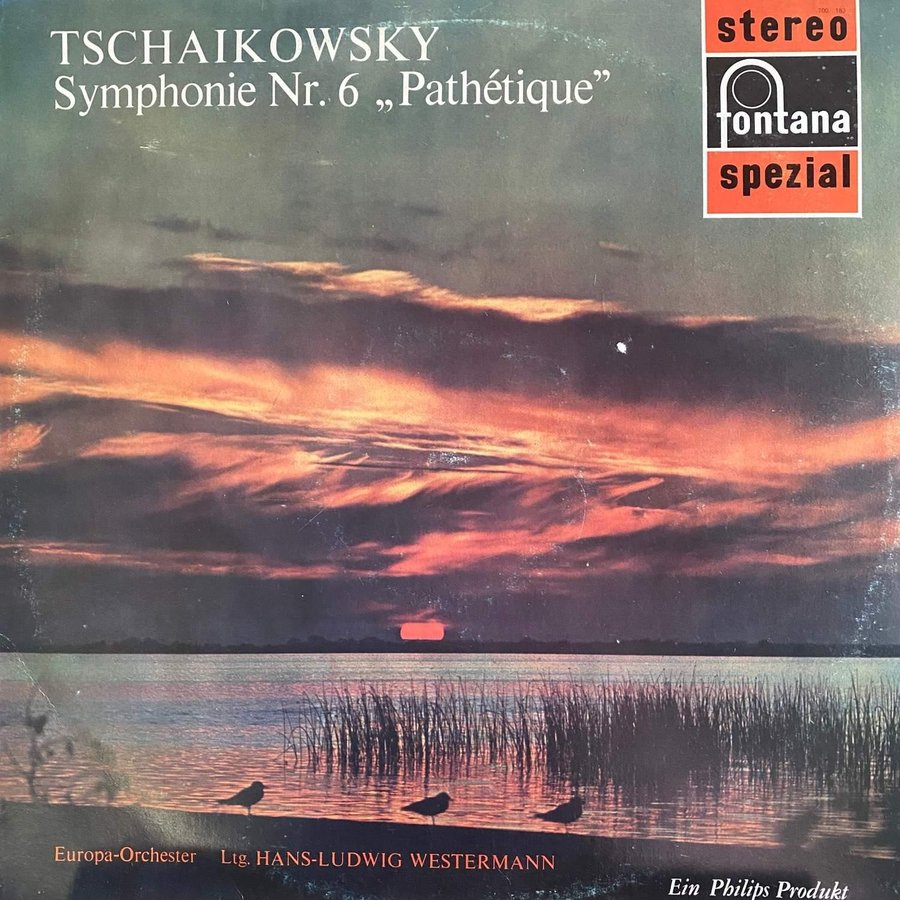 TSCHAIKOWSKY
Symphonie Nr. 6 „Pathétique”
stereo
fontana
spezial
Europa-Orchester Ltg. HANS-LUDWIG WESTERMANN
Ein Philips Produkt